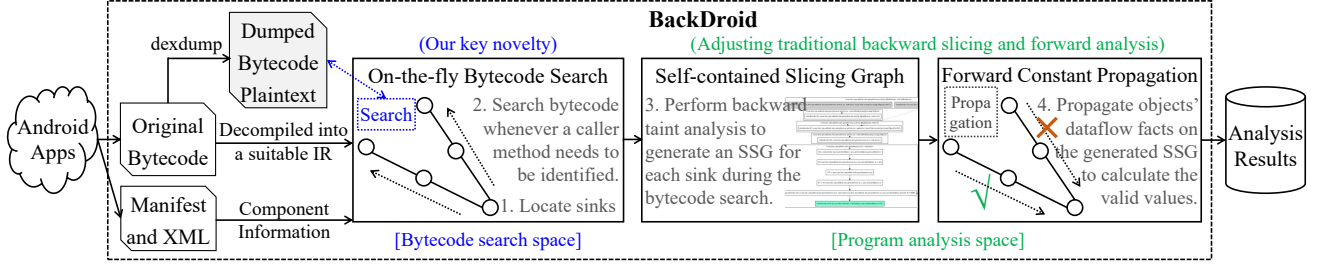 BackDroid
dexdump
Dumped
Bytecode
Plaintext
(Our key novelty)
(Adjusting traditional backward slicing and forward analysis)
Android
Apps
Original
Bytecode
Decompiled into
a suitable IR
Manifest
and XML
Component
Information
On-the-fly Bytecode Search
Search
2. Search bytecode
whenever a caller
method needs to
be identified.
1. Locate sinks
[Bytecode search space]
Self-contained Slicing Graph
3. Perform backward
taint analysis to
generate an SSG for
each sink during the
bytecode search.
Forward Constant Propagation
Propa
gation
4. Propagate objects'
dataflow facts on
the generated SSG
to calculate the
valid values.
[Program analysis space]
Analysis
Results